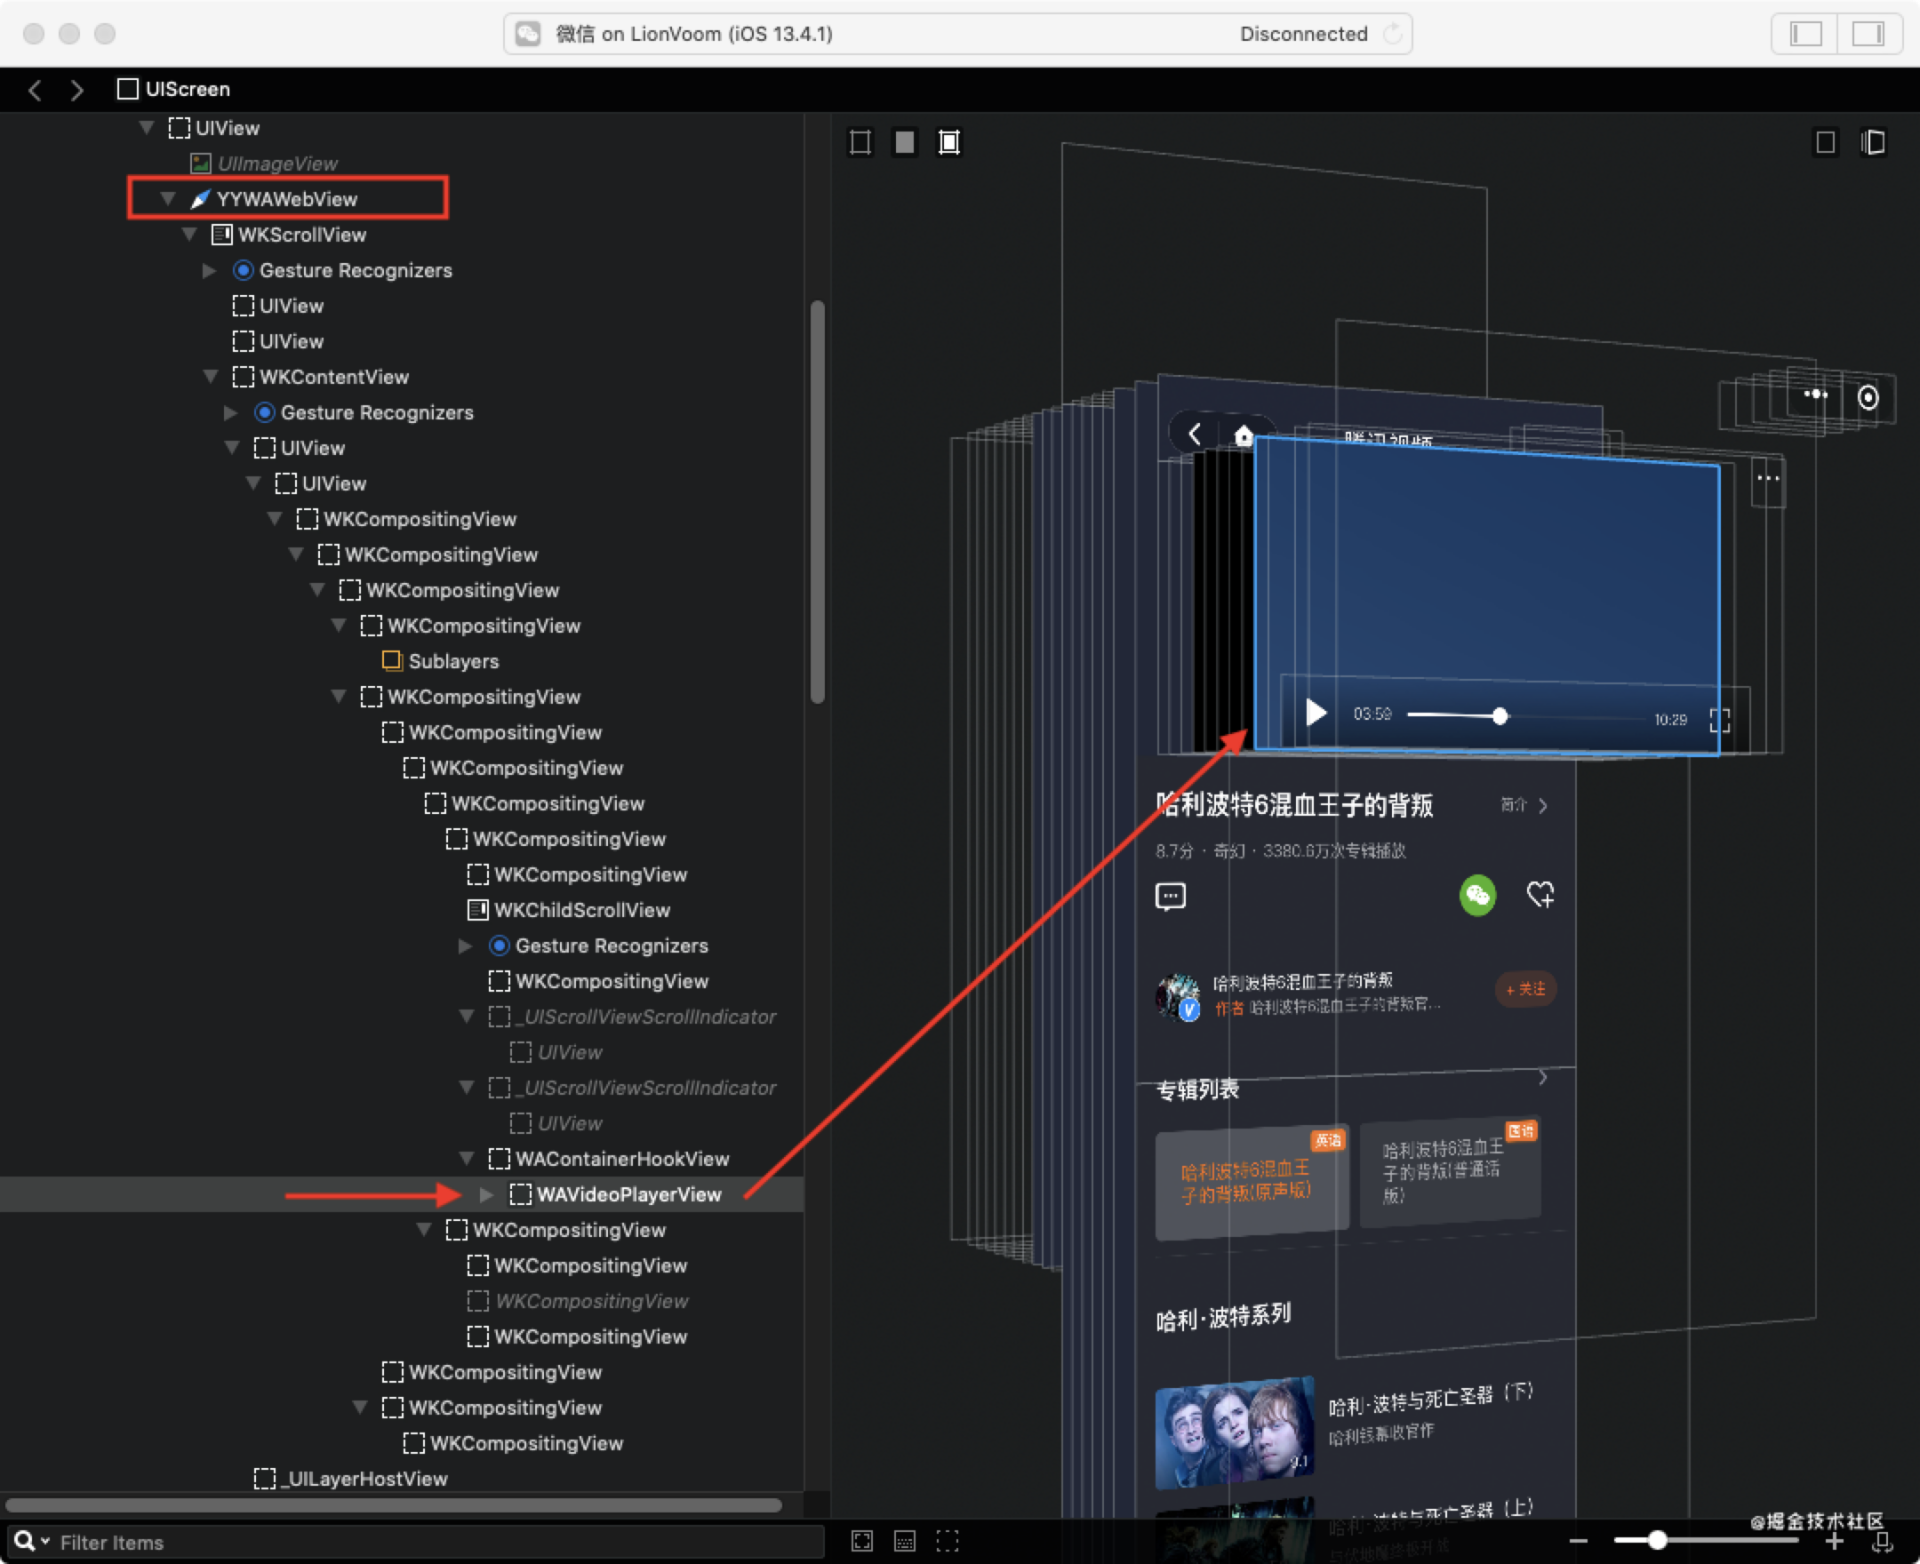 微信 on LionVoom (iOS 13.4.1)
Disconnected
UIScreen
UIView
UIImageView
YYWAWebView
WKScrollView
Gesture Recognizers
UIView
UIView
WKContentView
Gesture Recognizers
UIView
UIView
WKCompositingView
WKCompositingView
WKCompositingView
WKCompositingView
Sublayers
WKCompositingView
WKCompositingView
WKCompositingView
WKCompositingView
WKCompositingView
WKCompositingView
WKChildScrollView
Gesture Recognizers
WKCompositingView
_UIScrollViewScrollIndicator
UIView
_UIScrollViewScrollIndicator
UIView
WAContainerHookView
WAVideoPlayerView
WKCompositingView
WKCompositingView
WKCompositingView
WKCompositingView
WKCompositingView
WKCompositingView
WKCompositingView
_UILayerHostView
Filter Items
腾讯视频
03:59
10:29
哈利波特6混血王子的背叛
简介
8.7分 · 奇幻 · 3380.6万次专辑播放
哈利波特6混血王子的背叛
作者 哈利波特6混血王子的背叛官...
+ 关注
专辑列表
英语
哈利波特6混血王
子的背叛(原声版)
国语
哈利波特6混血王
子的背叛(普通话
版)
哈利·波特系列
9.1
哈利·波特与死亡圣器（下）
哈利银幕收官作
哈利·波特与死亡圣器（上）
@掘金技术社区